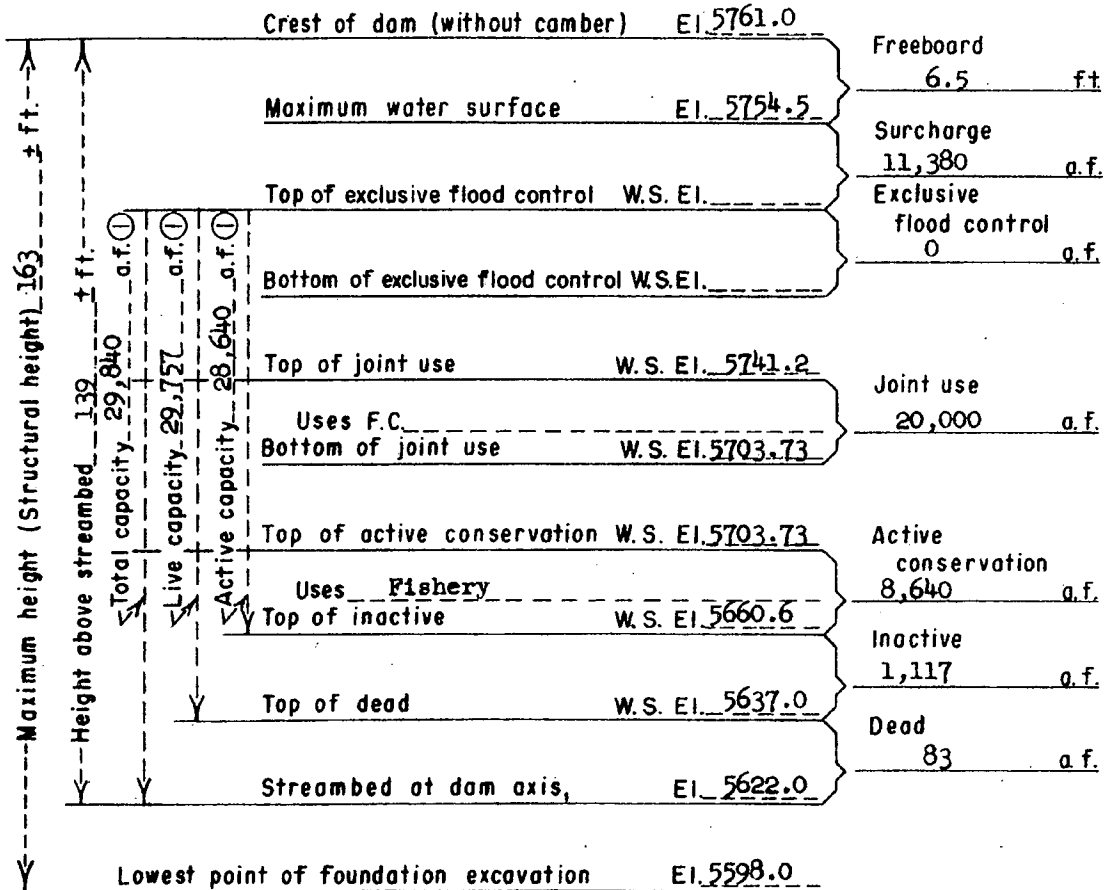 Crest of dam (without camber) El. 5761.0
Freeboard
6.5 ft.
Maximum water surface El. 5754.5
Surcharge
11,380 a.f.
Top of exclusive flood control W.S. El.
Exclusive
flood control
0 a.f.
Bottom of exclusive flood control W.S. El.
Top of joint use W.S. El. 5741.2
Joint use
20,000 a.f.
Uses F.C.
Bottom of joint use W.S. El. 5703.73
Top of active conservation W.S. El. 5703.73
Active
conservation
8,640 a.f.
Uses Fishery
Top of inactive W.S. El. 5660.6
Inactive
1,117 a.f.
Top of dead W.S. El. 5637.0
Dead
83 a.f.
Streambed at dam axis, El. 5622.0
Lowest point of foundation excavation El. 5598.0
Maximum height (Structural height) 163 ± ft.
Height above streambed 139 ± ft.
Total capacity 29,840 a.f. ①
Live capacity 29,757 a.f. ①
Active capacity 28,640 a.f. ①